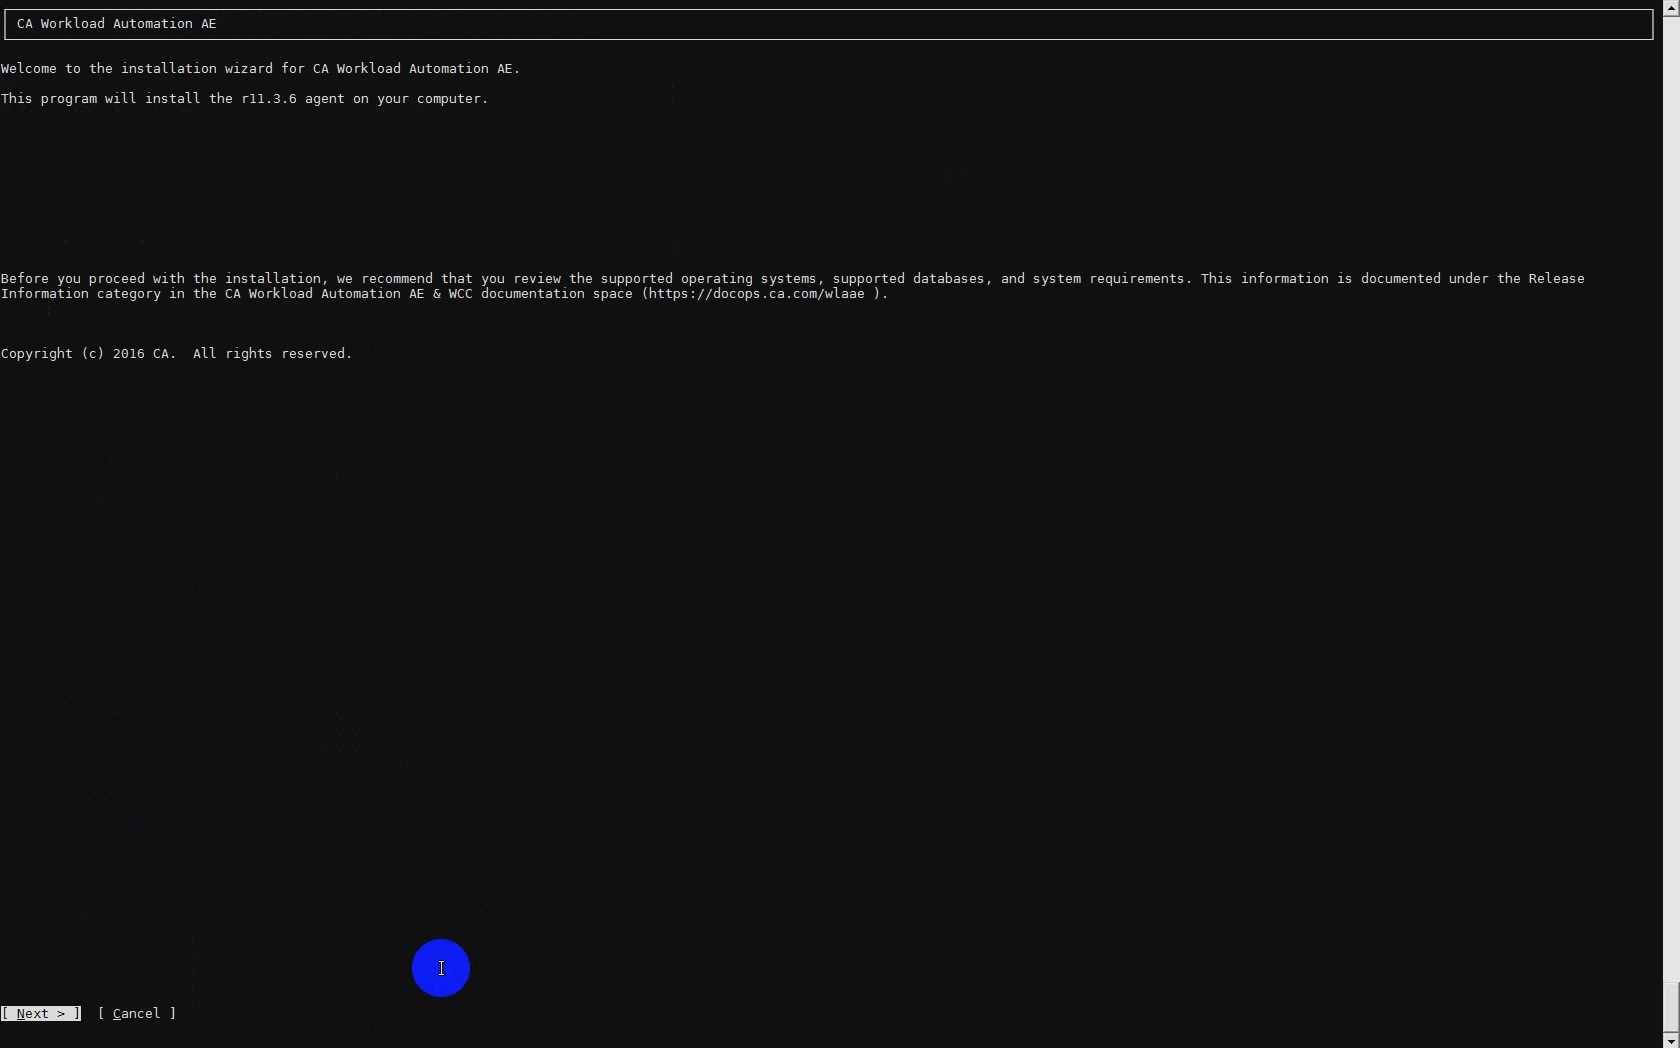 CA Workload Automation AE
Welcome to the installation wizard for CA Workload Automation AE.
This program will install the r11.3.6 agent on your computer.
Before you proceed with the installation, we recommend that you review the supported operating systems, supported databases, and system requirements. This information is documented under the Release
Information category in the CA Workload Automation AE & WCC documentation space (https://docops.ca.com/wlaae ).
Copyright (c) 2016 CA.  All rights reserved.
[ Next > ]  [ Cancel ]